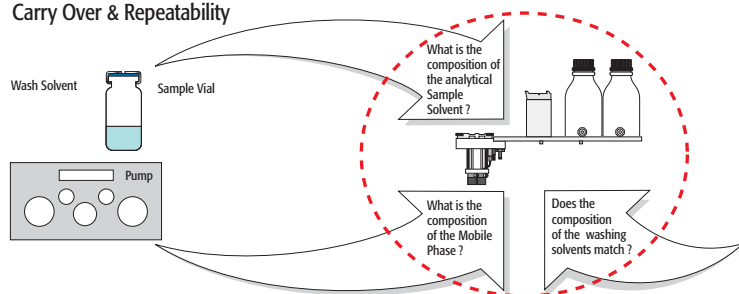 Carry Over & Repeatability
Wash Solvent
Sample Vial
Pump
What is the
composition of
the analytical
Sample
Solvent ?
What is the
composition
of the Mobile
Phase ?
Does the
composition
of the washing
solvents match ?